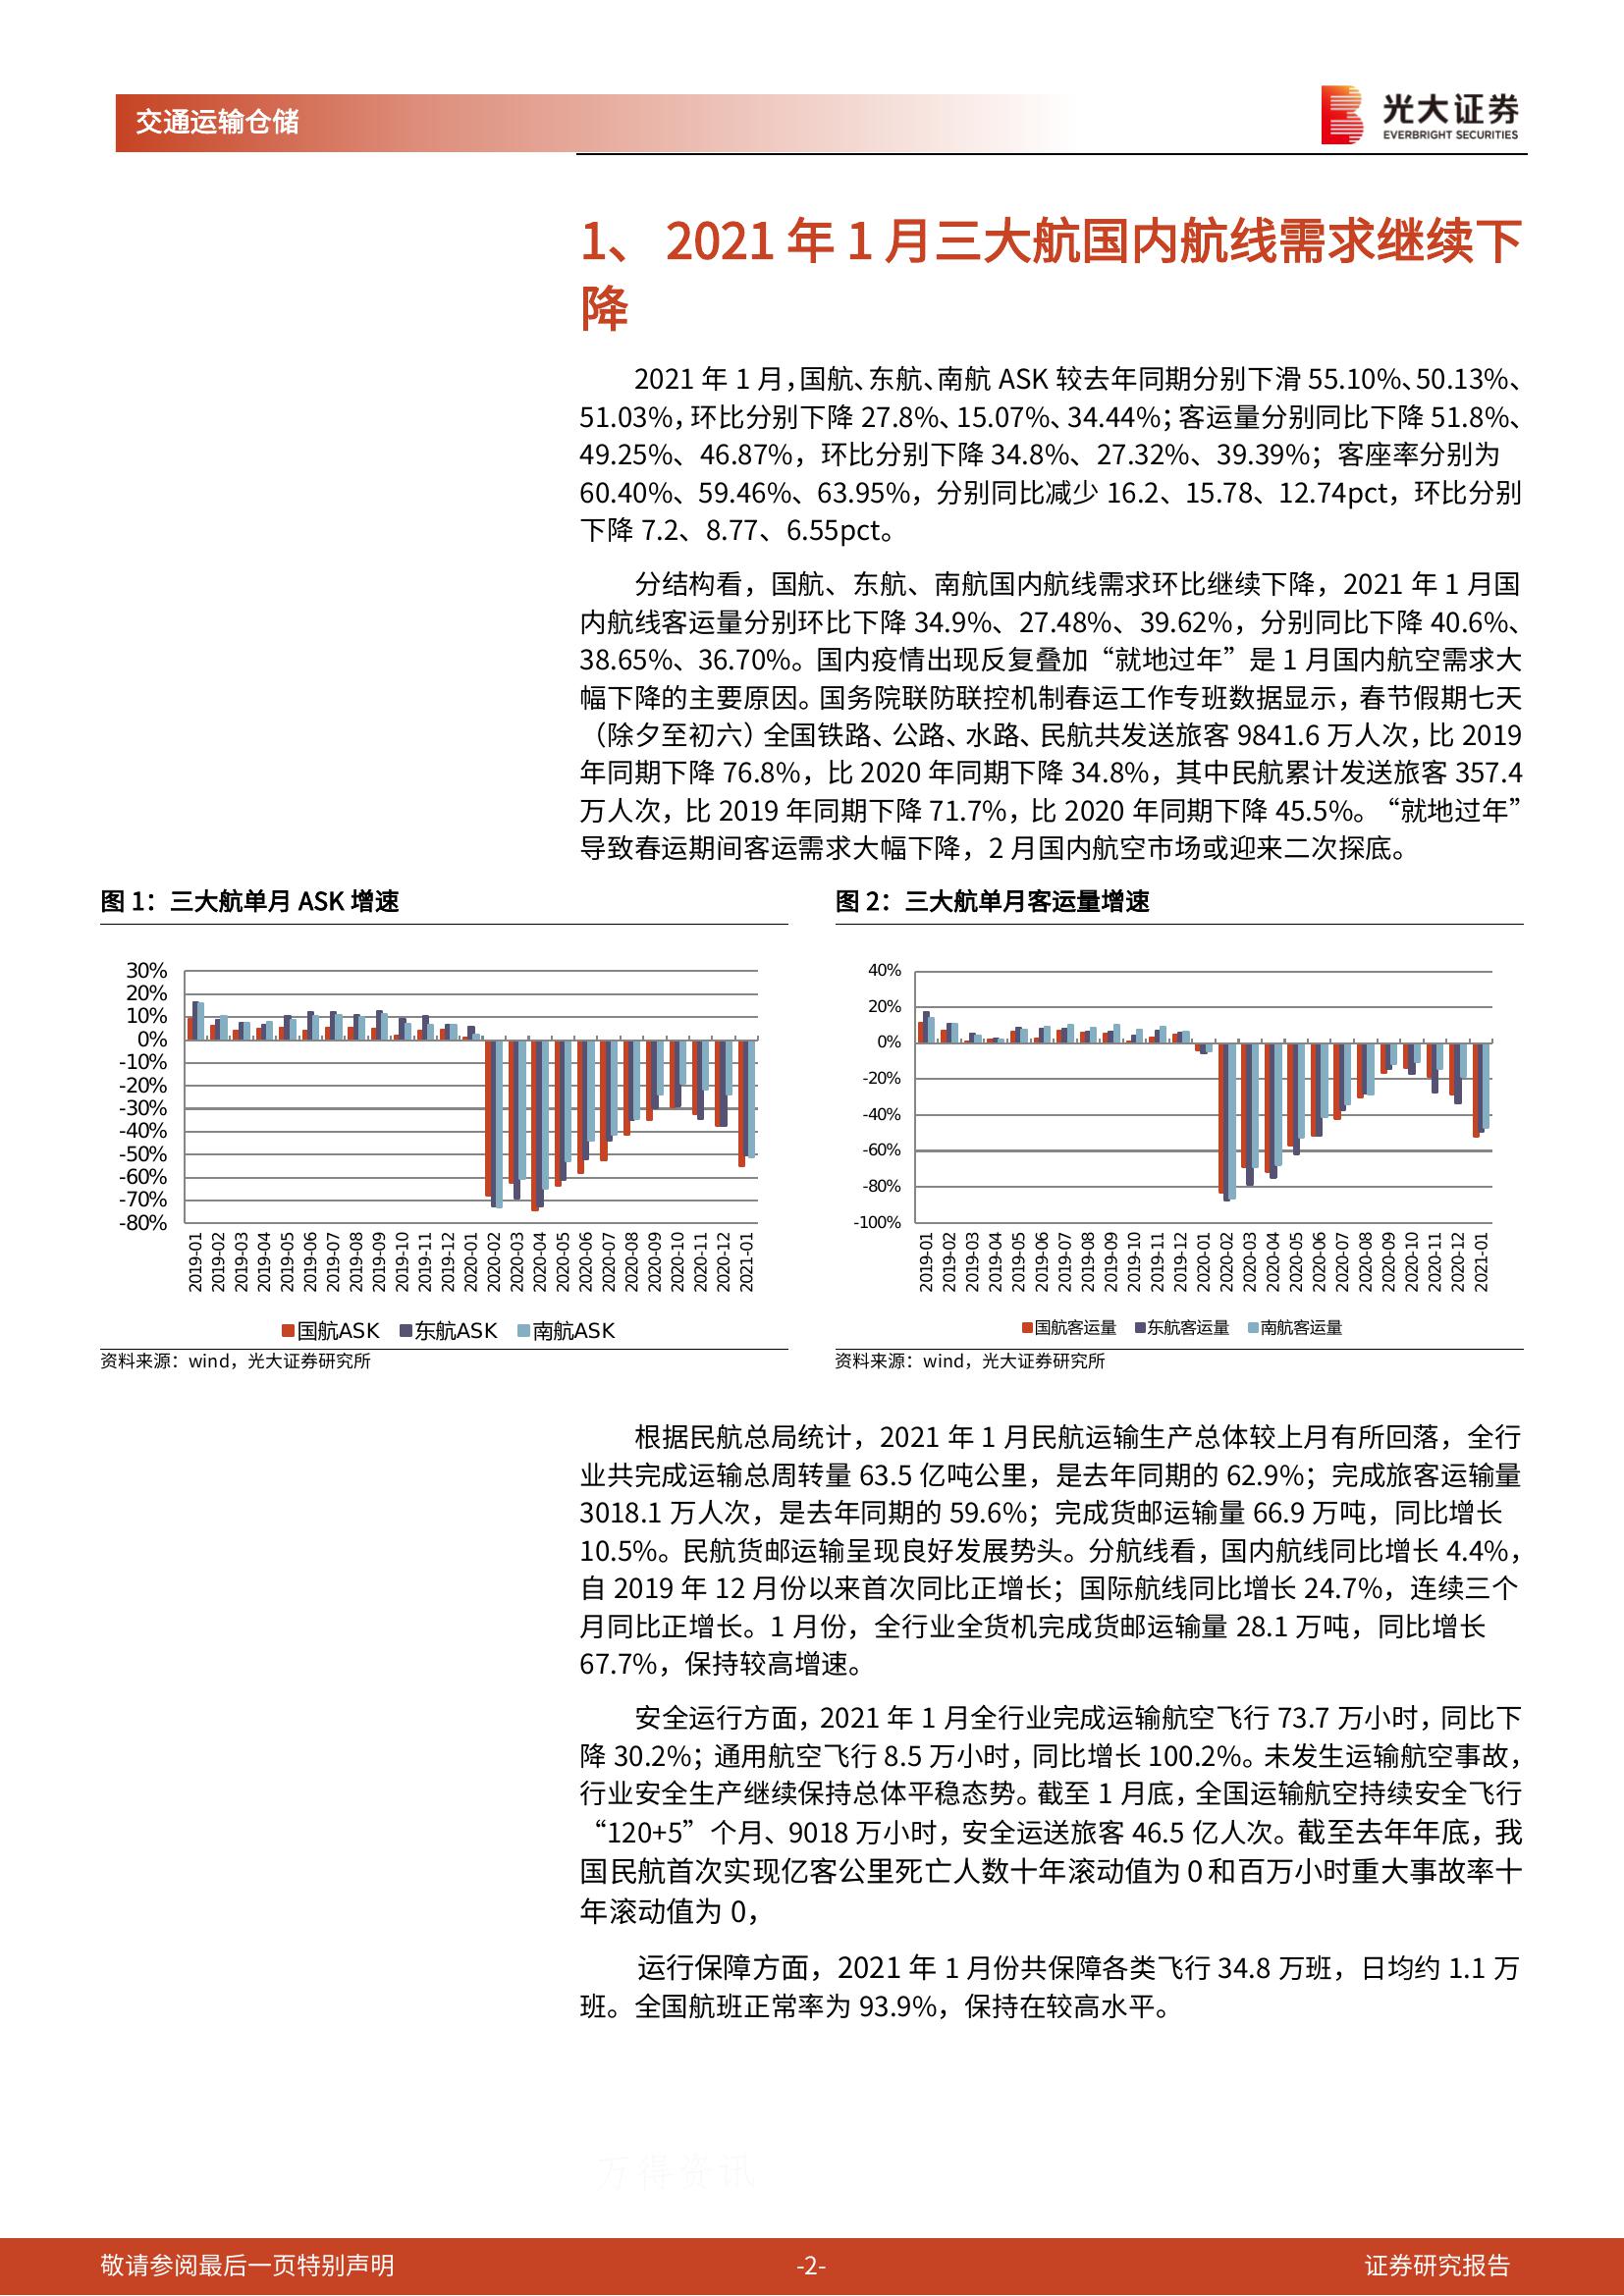 交通运输仓储
光大证券
EVERBRIGHT SECURITIES
1、 2021 年 1 月三大航国内航线需求继续下
降
2021 年 1 月，国航、东航、南航 ASK 较去年同期分别下滑 55.10%、50.13%、
51.03%，环比分别下降 27.8%、15.07%、34.44%；客运量分别同比下降 51.8%、
49.25%、46.87%，环比分别下降 34.8%、27.32%、39.39%；客座率分别为
60.40%、59.46%、63.95%，分别同比减少 16.2、15.78、12.74pct，环比分别
下降 7.2、8.77、6.55pct。
分结构看，国航、东航、南航国内航线需求环比继续下降，2021 年 1 月国
内航线客运量分别环比下降 34.9%、27.48%、39.62%，分别同比下降 40.6%、
38.65%、36.70%。国内疫情出现反复叠加“就地过年”是 1 月国内航空需求大
幅下降的主要原因。国务院联防联控机制春运工作专班数据显示，春节假期七天
（除夕至初六）全国铁路、公路、水路、民航共发送旅客 9841.6 万人次，比 2019
年同期下降 76.8%，比 2020 年同期下降 34.8%，其中民航累计发送旅客 357.4
万人次，比 2019 年同期下降 71.7%，比 2020 年同期下降 45.5%。“就地过年”
导致春运期间客运需求大幅下降，2 月国内航空市场或迎来二次探底。
图 1：三大航单月 ASK 增速
30%
20%
10%
0%
-10%
-20%
-30%
-40%
-50%
-60%
-70%
-80%
2019-01
2019-02
2019-03
2019-04
2019-05
2019-06
2019-07
2019-08
2019-09
2019-10
2019-11
2019-12
2020-01
2020-02
2020-03
2020-04
2020-05
2020-06
2020-07
2020-08
2020-09
2020-10
2020-11
2020-12
2021-01
国航ASK 东航ASK 南航ASK
资料来源：wind，光大证券研究所
图 2：三大航单月客运量增速
40%
20%
0%
-20%
-40%
-60%
-80%
-100%
2019-01
2019-02
2019-03
2019-04
2019-05
2019-06
2019-07
2019-08
2019-09
2019-10
2019-11
2019-12
2020-01
2020-02
2020-03
2020-04
2020-05
2020-06
2020-07
2020-08
2020-09
2020-10
2020-11
2020-12
2021-01
国航客运量 东航客运量 南航客运量
资料来源：wind，光大证券研究所
根据民航总局统计，2021 年 1 月民航运输生产总体较上月有所回落，全行
业共完成运输总周转量 63.5 亿吨公里，是去年同期的 62.9%；完成旅客运输量
3018.1 万人次，是去年同期的 59.6%；完成货邮运输量 66.9 万吨，同比增长
10.5%。民航货邮运输呈现良好发展势头。分航线看，国内航线同比增长 4.4%，
自 2019 年 12 月份以来首次同比正增长；国际航线同比增长 24.7%，连续三个
月同比正增长。1 月份，全行业全货机完成货邮运输量 28.1 万吨，同比增长
67.7%，保持较高增速。
安全运行方面，2021 年 1 月全行业完成运输航空飞行 73.7 万小时，同比下
降 30.2%；通用航空飞行 8.5 万小时，同比增长 100.2%。未发生运输航空事故，
行业安全生产继续保持总体平稳态势。截至 1 月底，全国运输航空持续安全飞行
“120+5”个月、9018 万小时，安全运送旅客 46.5 亿人次。截至去年年底，我
国民航首次实现亿客公里死亡人数十年滚动值为 0 和百万小时重大事故率十
年滚动值为 0，
运行保障方面，2021 年 1 月份共保障各类飞行 34.8 万班，日均约 1.1 万
班。全国航班正常率为 93.9%，保持在较高水平。
万得资讯
敬请参阅最后一页特别声明
-2-
证券研究报告